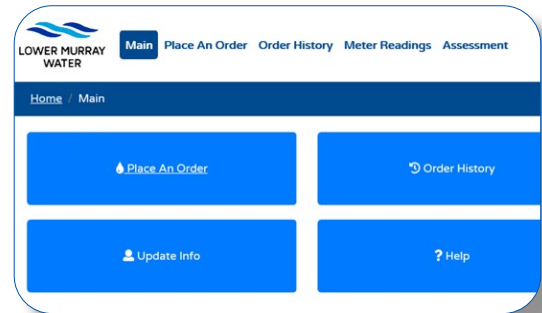 LOWER MURRAY
WATER
Main Place An Order Order History Meter Readings Assessment
Home / Main
Place An Order
Order History
Update Info
? Help